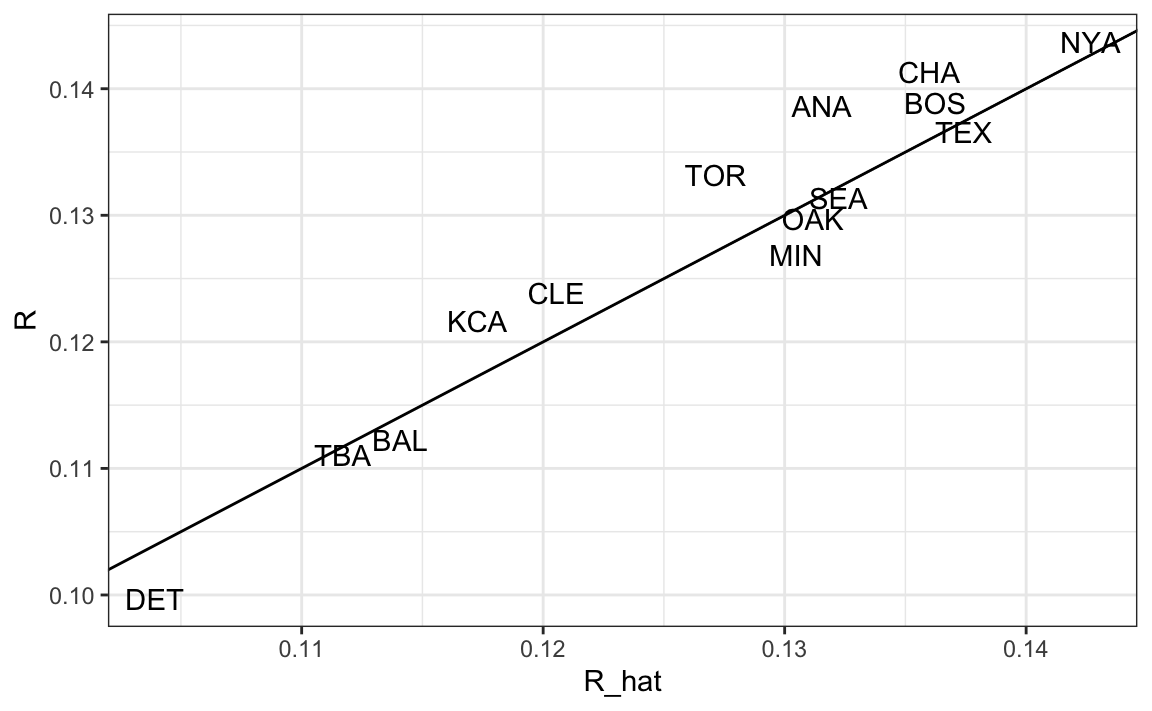 NYA
CHA
BOS
ANA
TEX
TOR
SEA
OAK
MIN
CLE
KCA
BAL
TBA
DET
0.14
0.13
0.12
0.11
0.10
R
0.11 0.12 0.13 0.14
R_hat